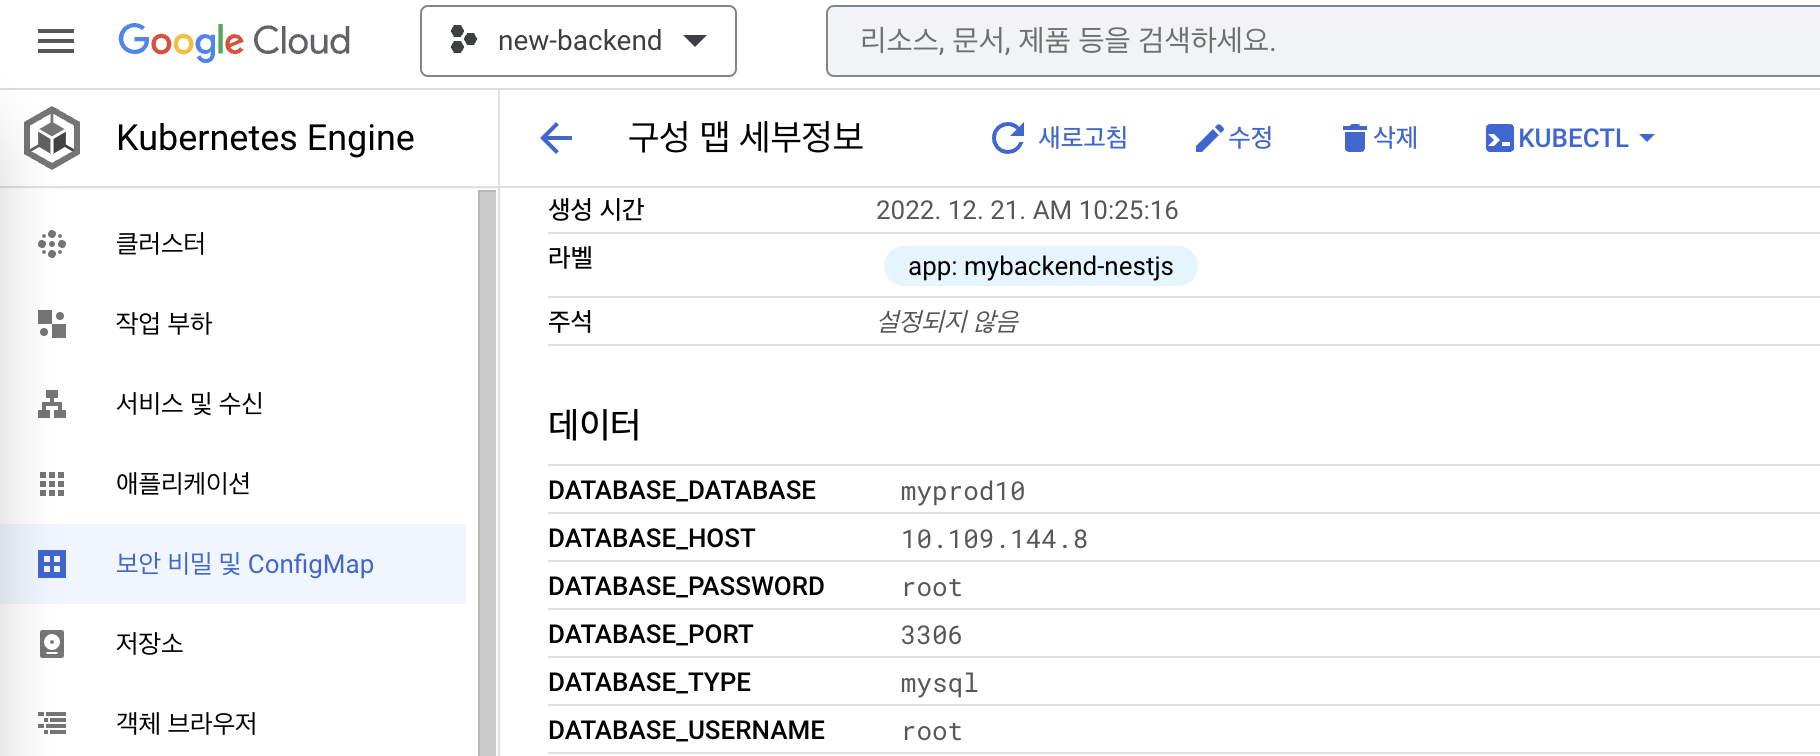 Google Cloud
new-backend
리소스, 문서, 제품 등을 검색하세요.
Kubernetes Engine
구성 맵 세부정보
새로고침
수정
삭제
KUBECTL
클러스터
작업 부하
서비스 및 수신
애플리케이션
보안 비밀 및 ConfigMap
저장소
객체 브라우저
생성 시간 2022. 12. 21. AM 10:25:16
라벨 app: mybackend-nestjs
주석 설정되지 않음
데이터
DATABASE_DATABASE myprod10
DATABASE_HOST 10.109.144.8
DATABASE_PASSWORD root
DATABASE_PORT 3306
DATABASE_TYPE mysql
DATABASE_USERNAME root